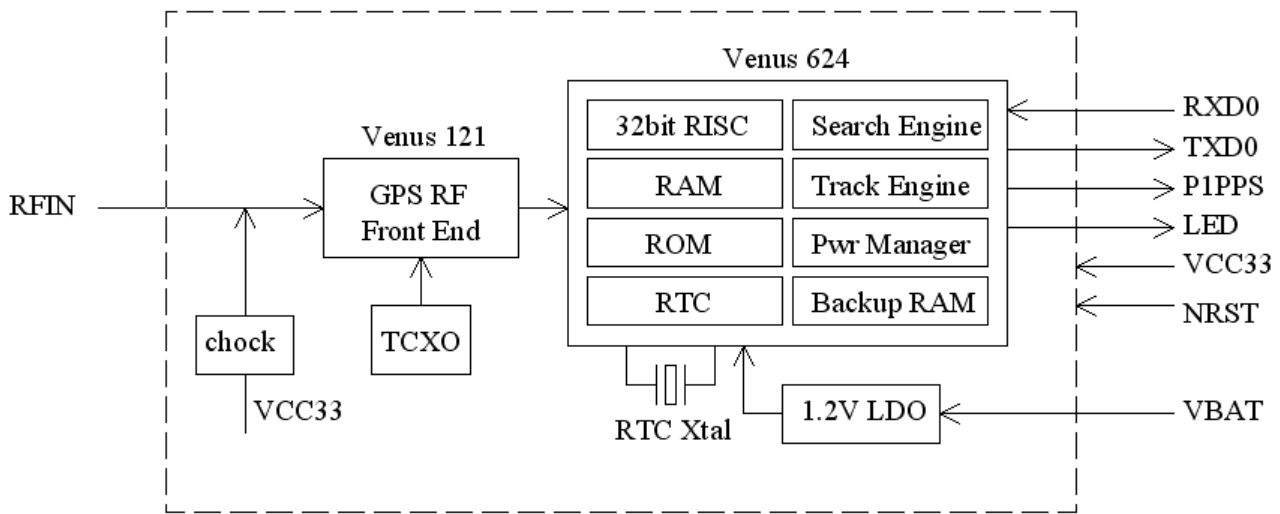 Venus 624
32bit RISC
Search Engine
RXD0
Venus 121
TXD0
RAM
Track Engine
P1PPS
RFIN
GPS RF
Front End
LED
ROM
Pwr Manager
VCC33
RTC
Backup RAM
NRST
chock
TCXO
VCC33
RTC Xtal
1.2V LDO
VBAT